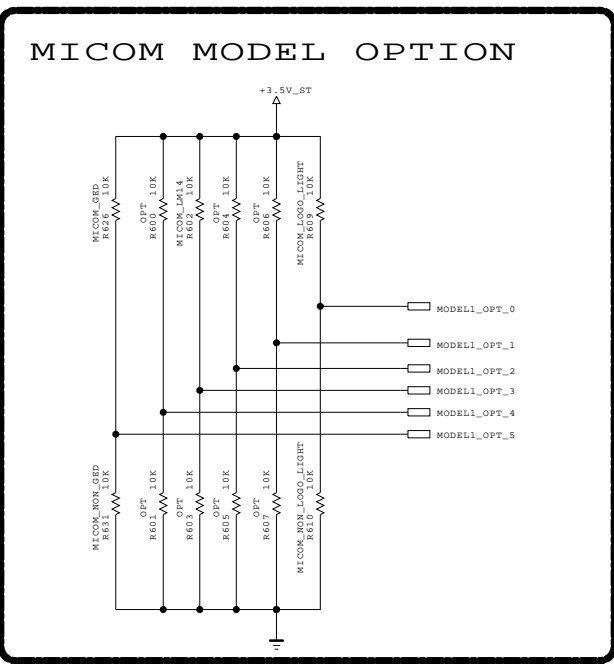 MICOM MODEL OPTION
+3.5V_ST
MICOM_GED
R626 10K
OPT
R600 10K
MICOM_LM14
R602 10K
OPT
R604 10K
OPT
R606 10K
MICOM_LOGO_LIGHT
R609 10K
MODEL1_OPT_0
MODEL1_OPT_1
MODEL1_OPT_2
MODEL1_OPT_3
MODEL1_OPT_4
MODEL1_OPT_5
MICOM_NON_GED
R631 10K
OPT
R601 10K
OPT
R603 10K
OPT
R605 10K
OPT
R607 10K
MICOM_NON_LOGO_LIGHT
R610 10K